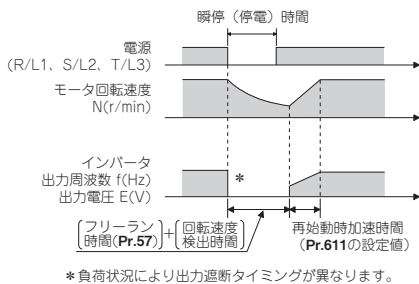 瞬停（停電）時間
電源
(R/L1、S/L2、T/L3)
モータ回転速度
N(r/min)
インバータ
出力周波数 f(Hz)
出力電圧 E(V)
*
フリーラン
時間(Pr.57)
+
回転速度
検出時間
再始動時加速時間
(Pr.611の設定値)
*負荷状況により出力遮断タイミングが異なります。